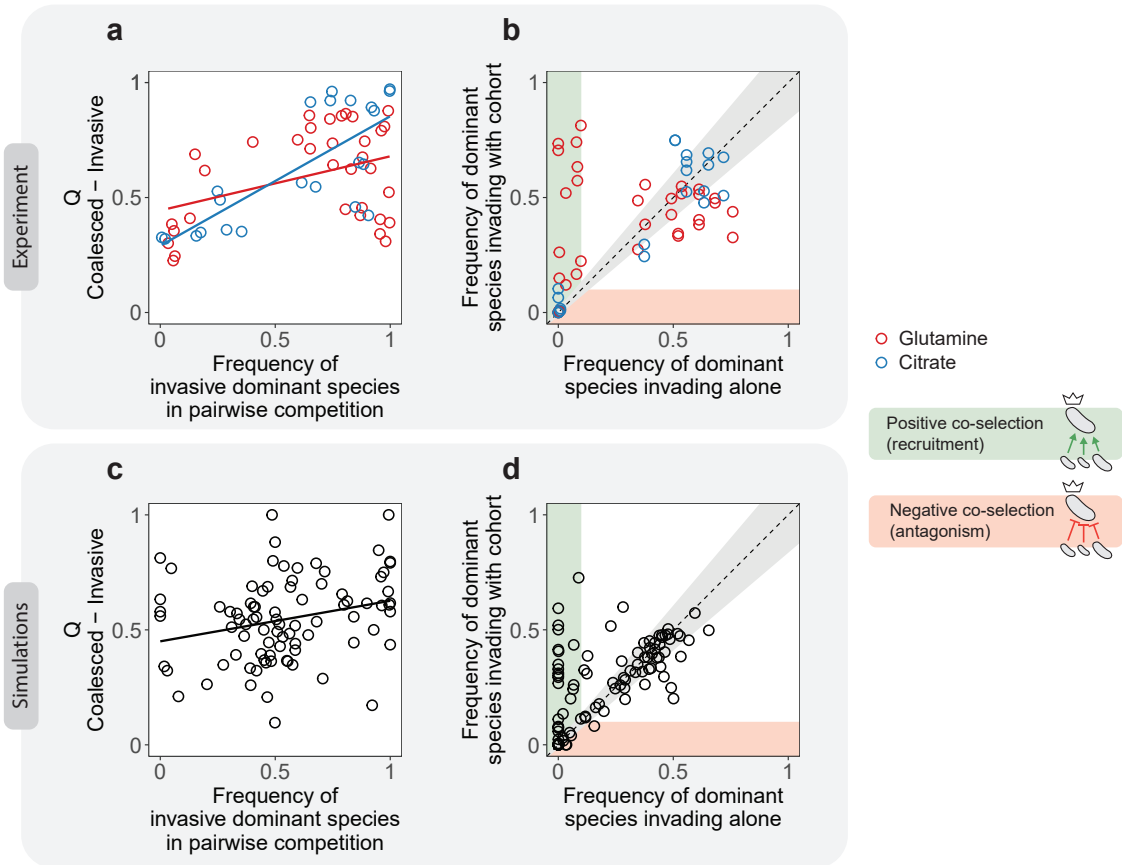 a
b
Experiment
Q
Coalesced – Invasive
1
0.5
0
0
0.5
1
Frequency of
invasive dominant species
in pairwise competition
Frequency of dominant
species invading with cohort
1
0.5
0
0
0.5
1
Frequency of dominant
species invading alone
Glutamine
Citrate
Positive co-selection
(recruitment)
Negative co-selection
(antagonism)
c
d
Simulations
Q
Coalesced – Invasive
1
0.5
0
0
0.5
1
Frequency of
invasive dominant species
in pairwise competition
Frequency of dominant
species invading with cohort
1
0.5
0
0
0.5
1
Frequency of dominant
species invading alone